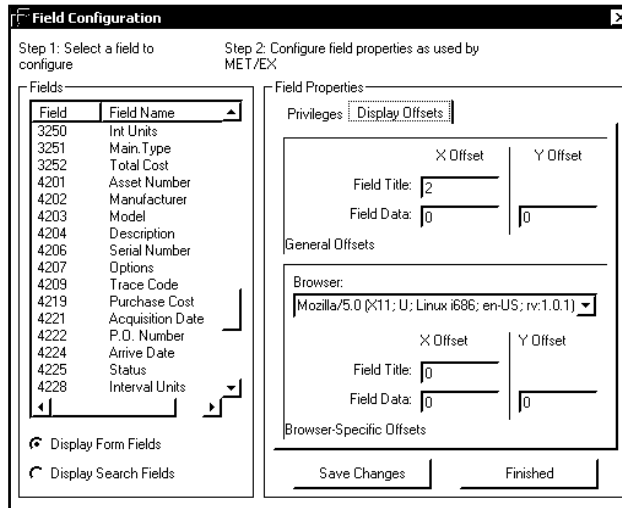 Field Configuration
Step 1: Select a field to
configure
Step 2: Configure field properties as used by
MET/EX
Fields
Field Field Name
3250 Int Units
3251 Main.Type
3252 Total Cost
4201 Asset Number
4202 Manufacturer
4203 Model
4204 Description
4206 Serial Number
4207 Options
4209 Trace Code
4219 Purchase Cost
4221 Acquisition Date
4222 P.O. Number
4224 Arrive Date
4225 Status
4228 Interval Units
Display Form Fields
Display Search Fields
Field Properties
Privileges Display Offsets
X Offset Y Offset
Field Title: 2
Field Data: 0 0
General Offsets
Browser:
Mozilla/5.0 (X11; U; Linux i686; en-US; rv:1.0.1)
X Offset Y Offset
Field Title: 0
Field Data: 0 0
Browser-Specific Offsets
Save Changes Finished